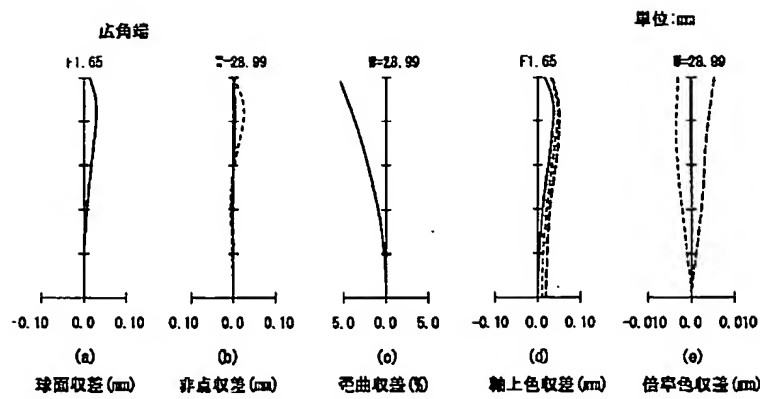 広角端
単位:mm
F1.65 W=28.99 W=28.99 F1.65 W=28.99
-0.10 0.0 0.10 0.10 0.0 0.10 5.0 0.0 5.0 -0.10 0.0 0.10 -0.010 0.0 0.010
(a) (b) (c) (d) (e)
球面収差(mm) 非点収差(mm) 歪曲収差(%) 軸上色収差(mm) 倍率色収差(mm)